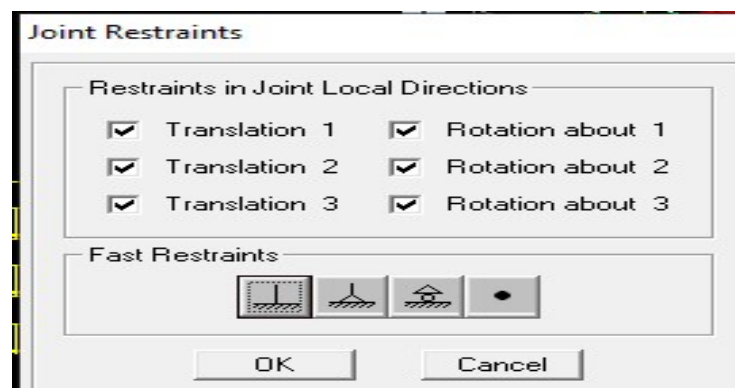 Joint Restraints
Restraints in Joint Local Directions
Translation 1 Rotation about 1
Translation 2 Rotation about 2
Translation 3 Rotation about 3
Fast Restraints
OK Cancel